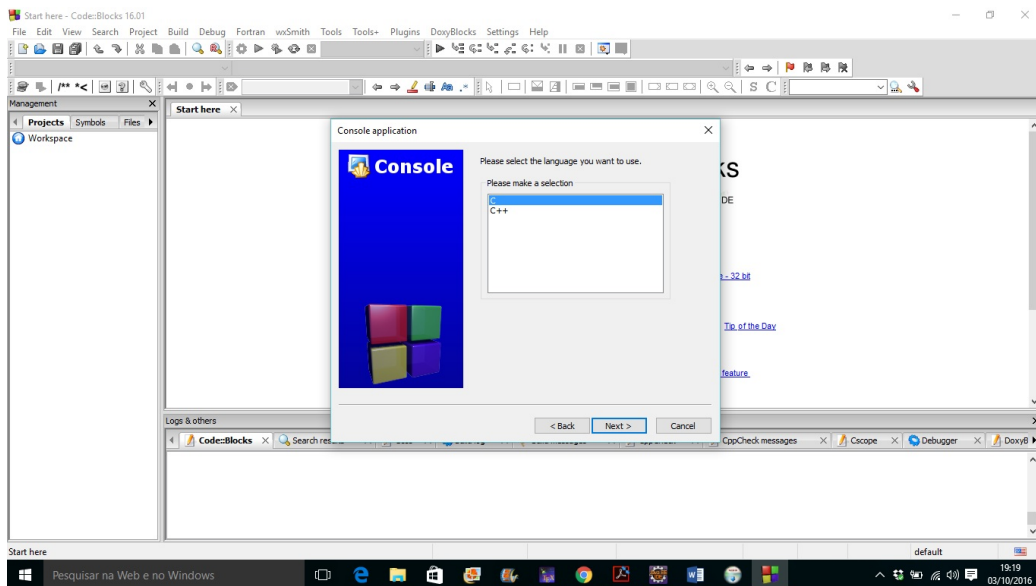 Start here - Code::Blocks 16.01
File Edit View Search Project Build Debug Fortran wxSmith Tools Tools+ Plugins DoxyBlocks Settings Help
/** *<
S C
Management
Start here
Projects Symbols Files
Workspace
Console application
Console
Please select the language you want to use.
Please make a selection
C
C++
KS
DE
- 32 bit
Tip of the Day
feature
< Back Next > Cancel
Logs & others
Code::Blocks Search CppCheck messages Cscope Debugger DoxyB
Start here default
Pesquisar na Web e no Windows
19:19
03/10/2016